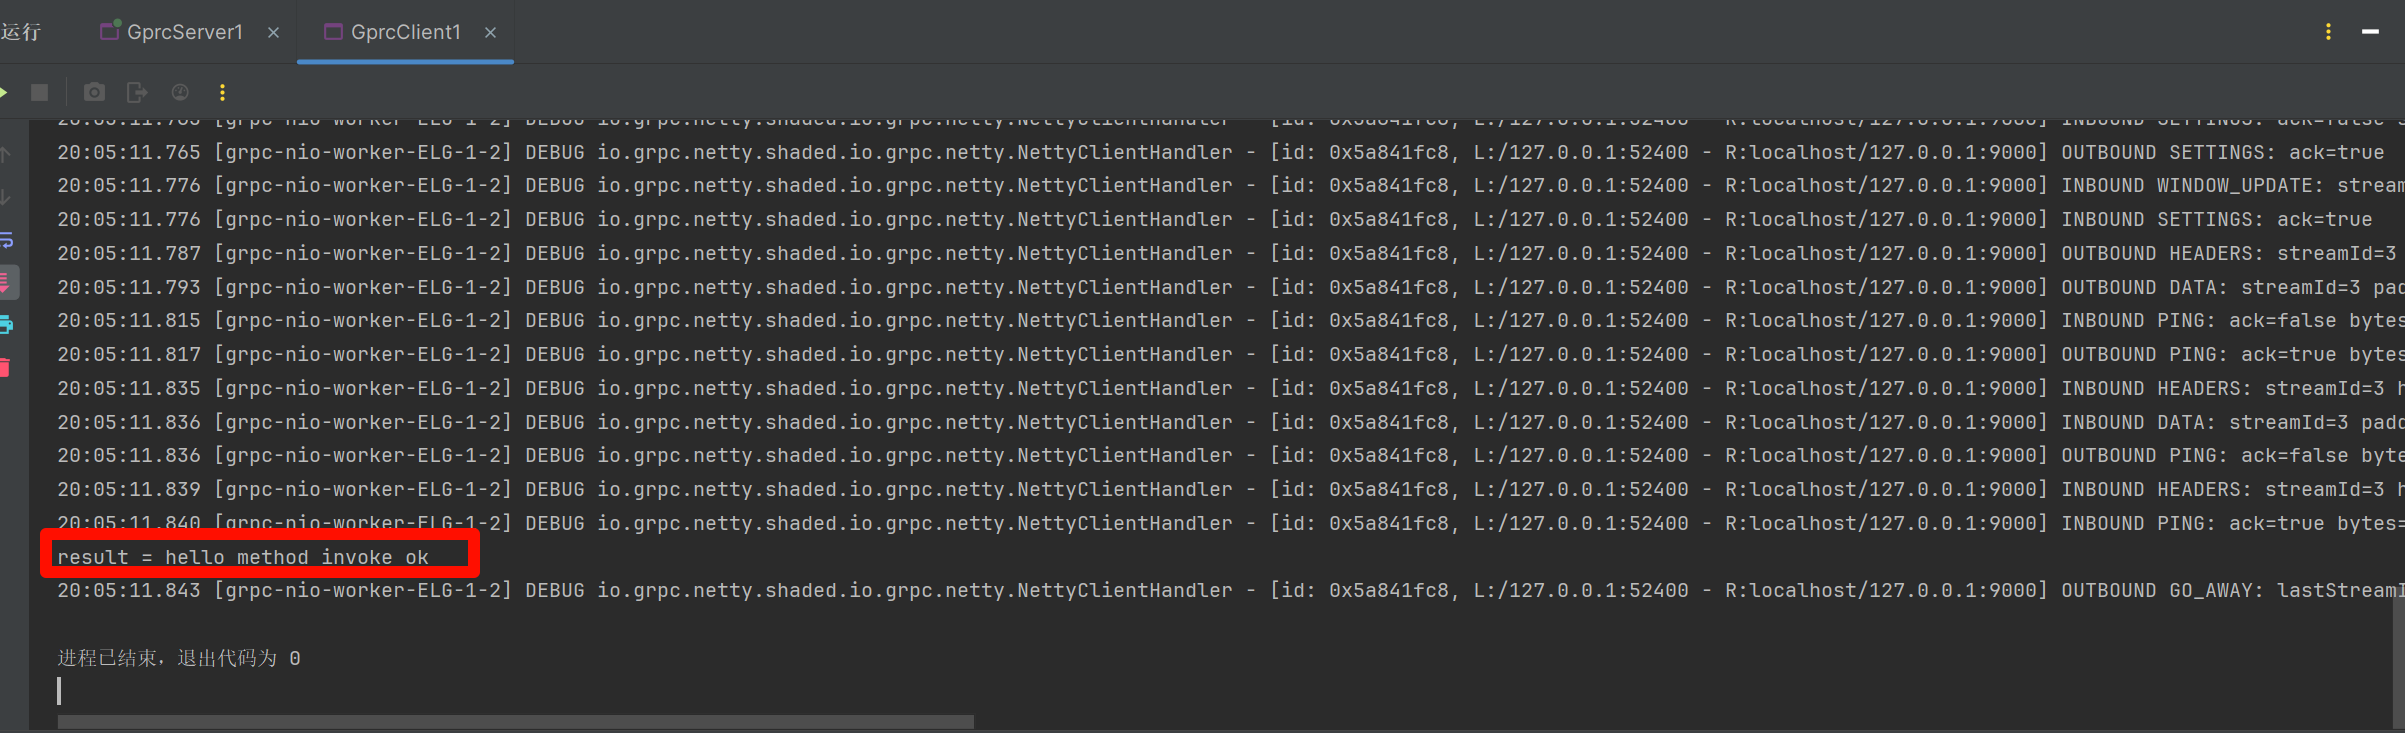 运行 GprcServer1 × GprcClient1 ×
20:05:11.765 [grpc-nio-worker-ELG-1-2] DEBUG io.grpc.netty.shaded.io.grpc.netty.NettyClientHandler - [id: 0x5a841fc8, L:/127.0.0.1:52400 - R:localhost/127.0.0.1:9000] OUTBOUND SETTINGS: ack=true
20:05:11.776 [grpc-nio-worker-ELG-1-2] DEBUG io.grpc.netty.shaded.io.grpc.netty.NettyClientHandler - [id: 0x5a841fc8, L:/127.0.0.1:52400 - R:localhost/127.0.0.1:9000] INBOUND WINDOW_UPDATE: stream
20:05:11.776 [grpc-nio-worker-ELG-1-2] DEBUG io.grpc.netty.shaded.io.grpc.netty.NettyClientHandler - [id: 0x5a841fc8, L:/127.0.0.1:52400 - R:localhost/127.0.0.1:9000] INBOUND SETTINGS: ack=true
20:05:11.787 [grpc-nio-worker-ELG-1-2] DEBUG io.grpc.netty.shaded.io.grpc.netty.NettyClientHandler - [id: 0x5a841fc8, L:/127.0.0.1:52400 - R:localhost/127.0.0.1:9000] OUTBOUND HEADERS: streamId=3
20:05:11.793 [grpc-nio-worker-ELG-1-2] DEBUG io.grpc.netty.shaded.io.grpc.netty.NettyClientHandler - [id: 0x5a841fc8, L:/127.0.0.1:52400 - R:localhost/127.0.0.1:9000] OUTBOUND DATA: streamId=3 pad
20:05:11.815 [grpc-nio-worker-ELG-1-2] DEBUG io.grpc.netty.shaded.io.grpc.netty.NettyClientHandler - [id: 0x5a841fc8, L:/127.0.0.1:52400 - R:localhost/127.0.0.1:9000] INBOUND PING: ack=false bytes
20:05:11.817 [grpc-nio-worker-ELG-1-2] DEBUG io.grpc.netty.shaded.io.grpc.netty.NettyClientHandler - [id: 0x5a841fc8, L:/127.0.0.1:52400 - R:localhost/127.0.0.1:9000] OUTBOUND PING: ack=true bytes
20:05:11.835 [grpc-nio-worker-ELG-1-2] DEBUG io.grpc.netty.shaded.io.grpc.netty.NettyClientHandler - [id: 0x5a841fc8, L:/127.0.0.1:52400 - R:localhost/127.0.0.1:9000] INBOUND HEADERS: streamId=3 h
20:05:11.836 [grpc-nio-worker-ELG-1-2] DEBUG io.grpc.netty.shaded.io.grpc.netty.NettyClientHandler - [id: 0x5a841fc8, L:/127.0.0.1:52400 - R:localhost/127.0.0.1:9000] INBOUND DATA: streamId=3 padd
20:05:11.836 [grpc-nio-worker-ELG-1-2] DEBUG io.grpc.netty.shaded.io.grpc.netty.NettyClientHandler - [id: 0x5a841fc8, L:/127.0.0.1:52400 - R:localhost/127.0.0.1:9000] OUTBOUND PING: ack=false byte
20:05:11.839 [grpc-nio-worker-ELG-1-2] DEBUG io.grpc.netty.shaded.io.grpc.netty.NettyClientHandler - [id: 0x5a841fc8, L:/127.0.0.1:52400 - R:localhost/127.0.0.1:9000] INBOUND HEADERS: streamId=3 h
20:05:11.840 [grpc-nio-worker-ELG-1-2] DEBUG io.grpc.netty.shaded.io.grpc.netty.NettyClientHandler - [id: 0x5a841fc8, L:/127.0.0.1:52400 - R:localhost/127.0.0.1:9000] INBOUND PING: ack=true bytes=
result = hello method invoke ok
20:05:11.843 [grpc-nio-worker-ELG-1-2] DEBUG io.grpc.netty.shaded.io.grpc.netty.NettyClientHandler - [id: 0x5a841fc8, L:/127.0.0.1:52400 - R:localhost/127.0.0.1:9000] OUTBOUND GO_AWAY: lastStreamI
进程已结束，退出代码为 0